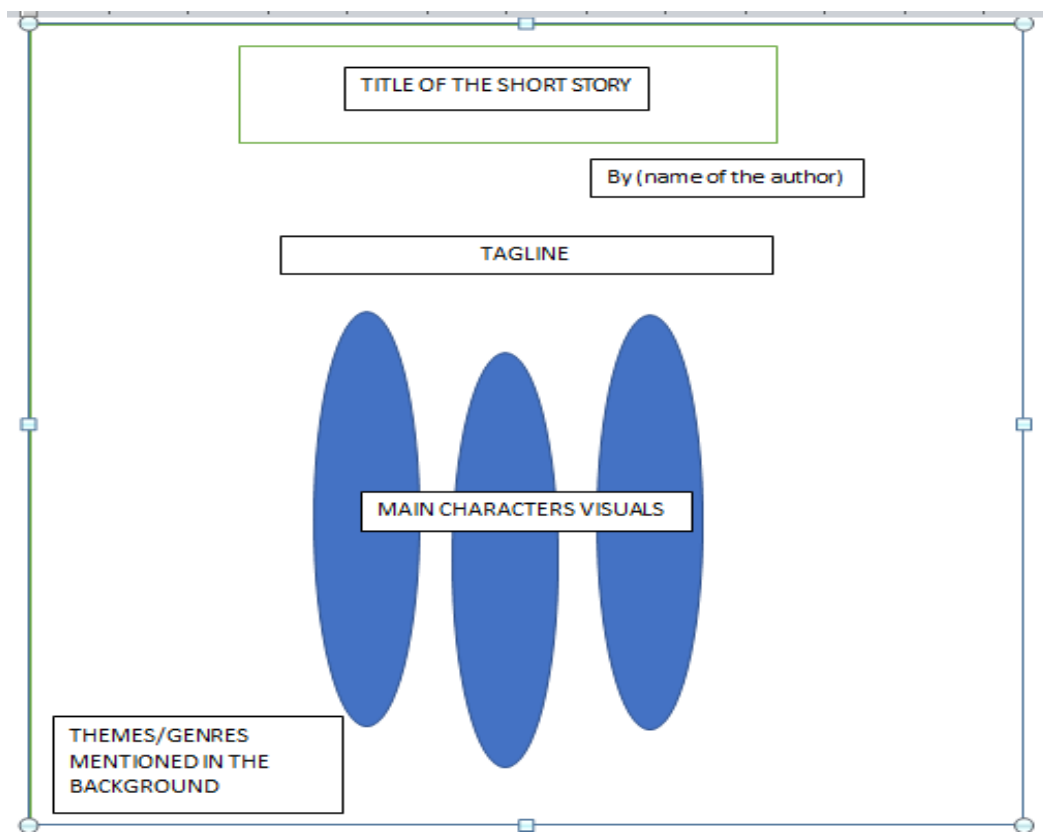 TITLE OF THE SHORT STORY
By (name of the author)
TAGLINE
MAIN CHARACTERS VISUALS
THEMES/GENRES
MENTIONED IN THE
BACKGROUND